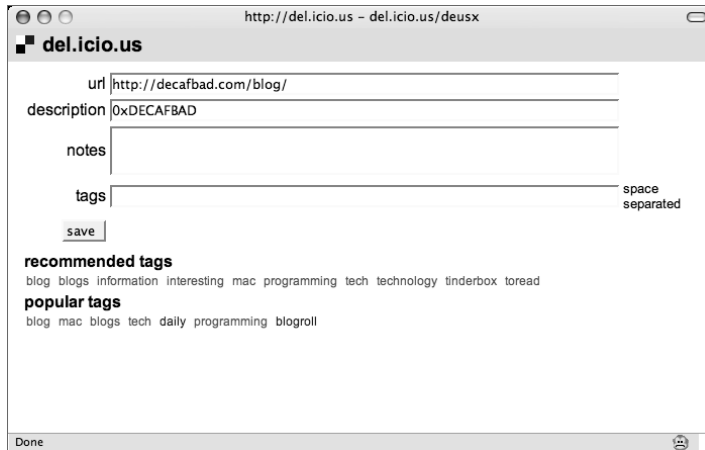 http://del.icio.us – del.icio.us/deusx
del.icio.us
url http://decafbad.com/blog/
description 0xDECAFBAD
notes
tags space
separated
save
recommended tags
blog blogs information interesting mac programming tech technology tinderbox toread
popular tags
blog mac blogs tech daily programming blogroll
Done